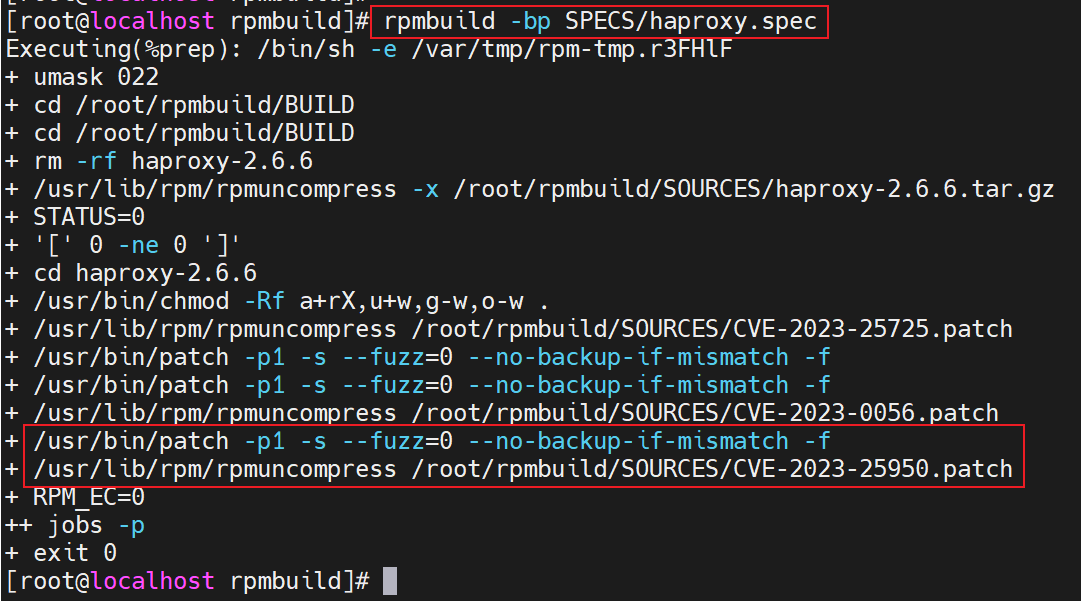 [root@localhost rpmbuild]# rpmbuild -bp SPECS/haproxy.spec
Executing(%prep): /bin/sh -e /var/tmp/rpm-tmp.r3FHlF
+ umask 022
+ cd /root/rpmbuild/BUILD
+ cd /root/rpmbuild/BUILD
+ rm -rf haproxy-2.6.6
+ /usr/lib/rpm/rpmuncompress -x /root/rpmbuild/SOURCES/haproxy-2.6.6.tar.gz
+ STATUS=0
+ '[' 0 -ne 0 ']'
+ cd haproxy-2.6.6
+ /usr/bin/chmod -Rf a+rX,u+w,g-w,o-w .
+ /usr/lib/rpm/rpmuncompress /root/rpmbuild/SOURCES/CVE-2023-25725.patch
+ /usr/bin/patch -p1 -s --fuzz=0 --no-backup-if-mismatch -f
+ /usr/bin/patch -p1 -s --fuzz=0 --no-backup-if-mismatch -f
+ /usr/lib/rpm/rpmuncompress /root/rpmbuild/SOURCES/CVE-2023-0056.patch
+ /usr/bin/patch -p1 -s --fuzz=0 --no-backup-if-mismatch -f
+ /usr/lib/rpm/rpmuncompress /root/rpmbuild/SOURCES/CVE-2023-25950.patch
+ RPM_EC=0
++ jobs -p
+ exit 0
[root@localhost rpmbuild]#